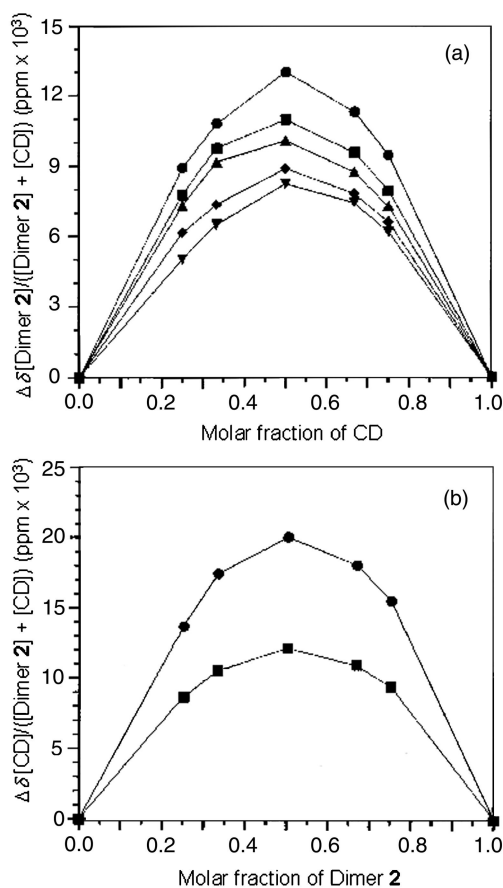 (a)
Δδ[Dimer 2]/([Dimer 2] + [CD]) (ppm x 10³)
15
12
9
6
3
0
0.0 0.2 0.4 0.6 0.8 1.0
Molar fraction of CD
(b)
Δδ[CD]/([Dimer 2] + [CD]) (ppm x 10³)
25
20
15
10
5
0
0.0 0.2 0.4 0.6 0.8 1.0
Molar fraction of Dimer 2